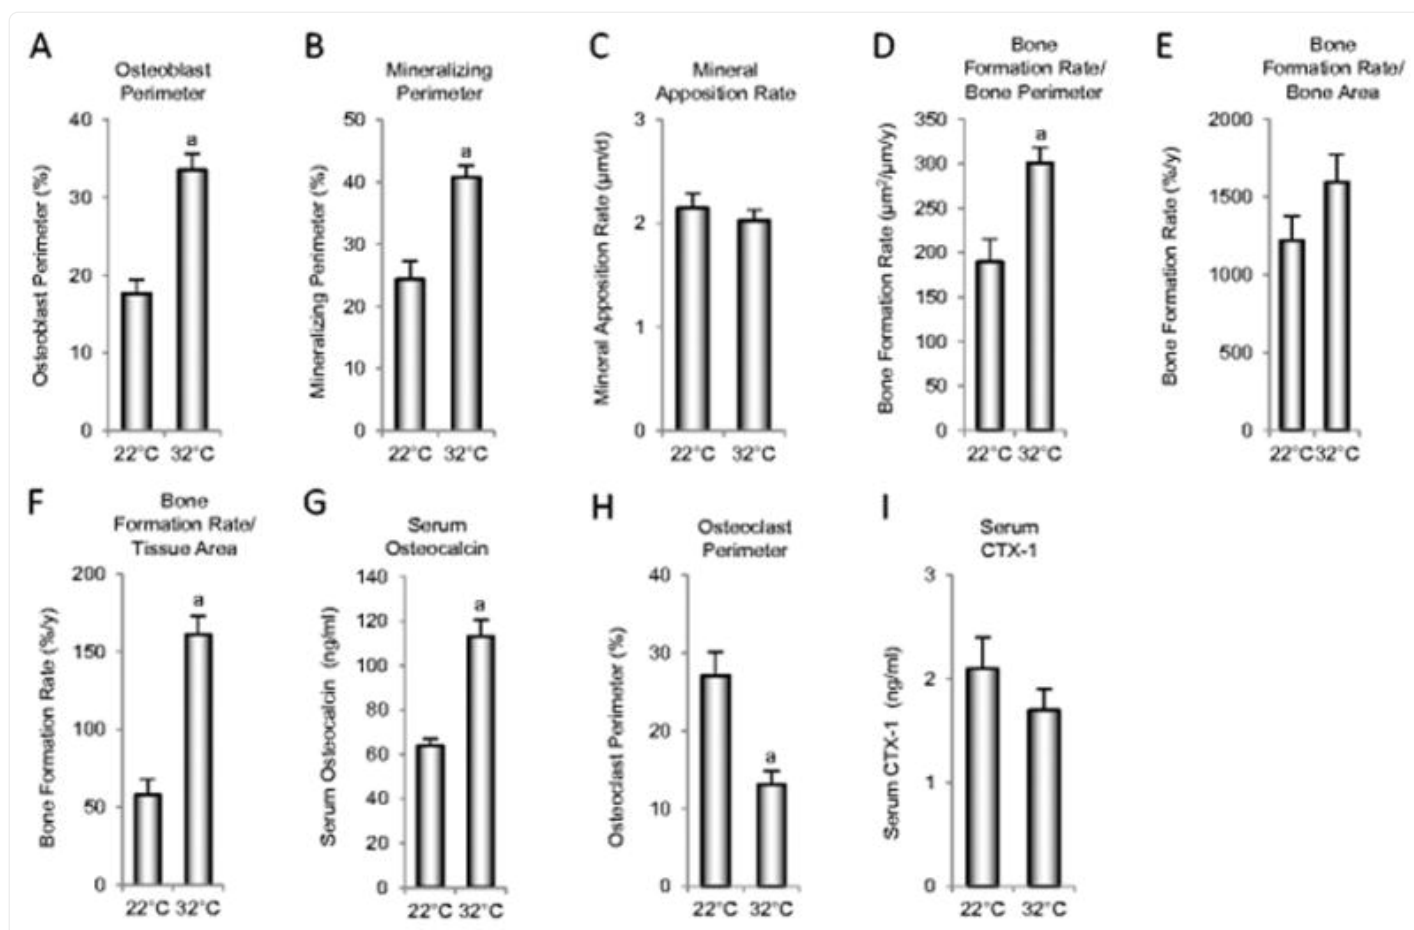 A
Osteoblast
Perimeter
Osteoblast Perimeter (%)
40
30
20
10
0
a
22°C 32°C
B
Mineralizing
Perimeter
Mineralizing Perimeter (%)
50
40
30
20
10
0
a
22°C 32°C
C
Mineral
Apposition Rate
Mineral Apposition Rate (µm/d)
3
2
1
0
22°C 32°C
D
Bone
Formation Rate/
Bone Perimeter
Bone Formation Rate (µm²/µm/y)
350
300
250
200
150
100
50
0
a
22°C 32°C
E
Bone
Formation Rate/
Bone Area
Bone Formation Rate (%/y)
2000
1500
1000
500
0
22°C 32°C
F
Bone
Formation Rate/
Tissue Area
Bone Formation Rate (%/y)
200
150
100
50
0
a
22°C 32°C
G
Serum
Osteocalcin
Serum Osteocalcin (ng/ml)
140
120
100
80
60
40
20
0
a
22°C 32°C
H
Osteoclast
Perimeter
Osteoclast Perimeter (%)
40
30
20
10
0
a
22°C 32°C
I
Serum
CTX-1
Serum CTX-1 (ng/ml)
3
2
1
0
22°C 32°C